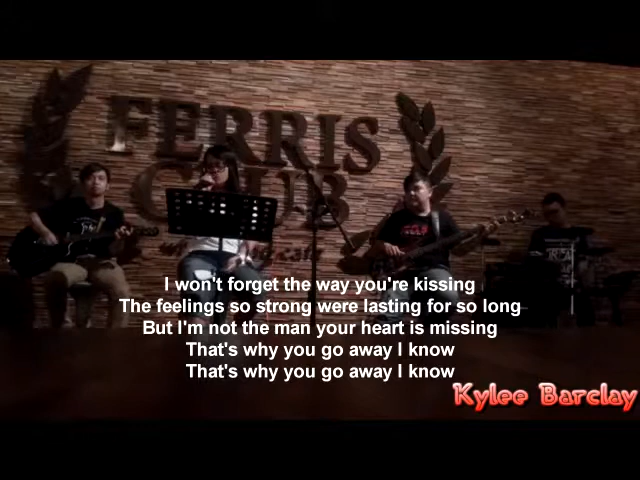 FERRIS
CLUB
I won't forget the way you're kissing
The feelings so strong were lasting for so long
But I'm not the man your heart is missing
That's why you go away I know
That's why you go away I know
Kylee Barclay